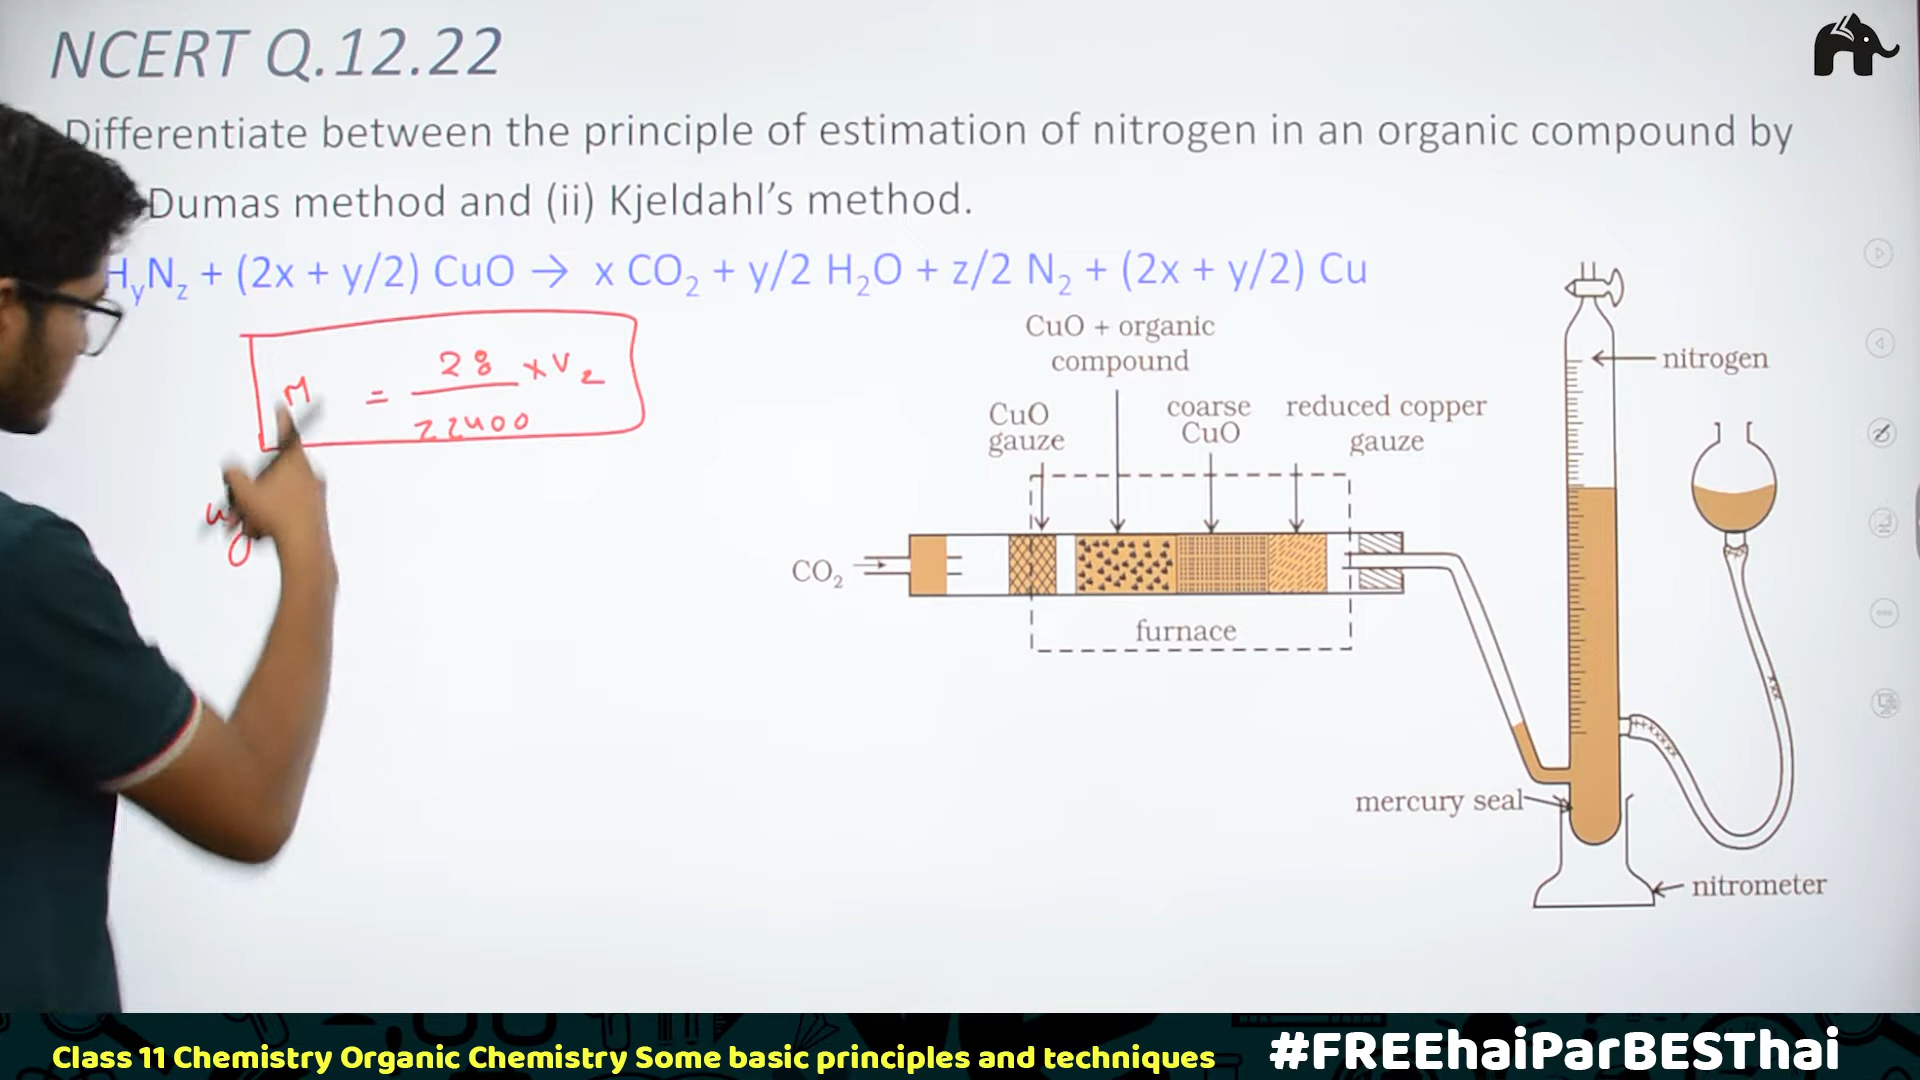 NCERT Q.12.22
Differentiate between the principle of estimation of nitrogen in an organic compound by
Dumas method and (ii) Kjeldahl’s method.
HyNz + (2x + y/2) CuO → x CO2 + y/2 H2O + z/2 N2 + (2x + y/2) Cu
M = 28/22400 x V2
CuO + organic
compound
CuO
gauze
coarse
CuO
reduced copper
gauze
nitrogen
CO2
furnace
mercury seal
nitrometer
Class 11 Chemistry Organic Chemistry Some basic principles and techniques
#FREEhaiParBESThai